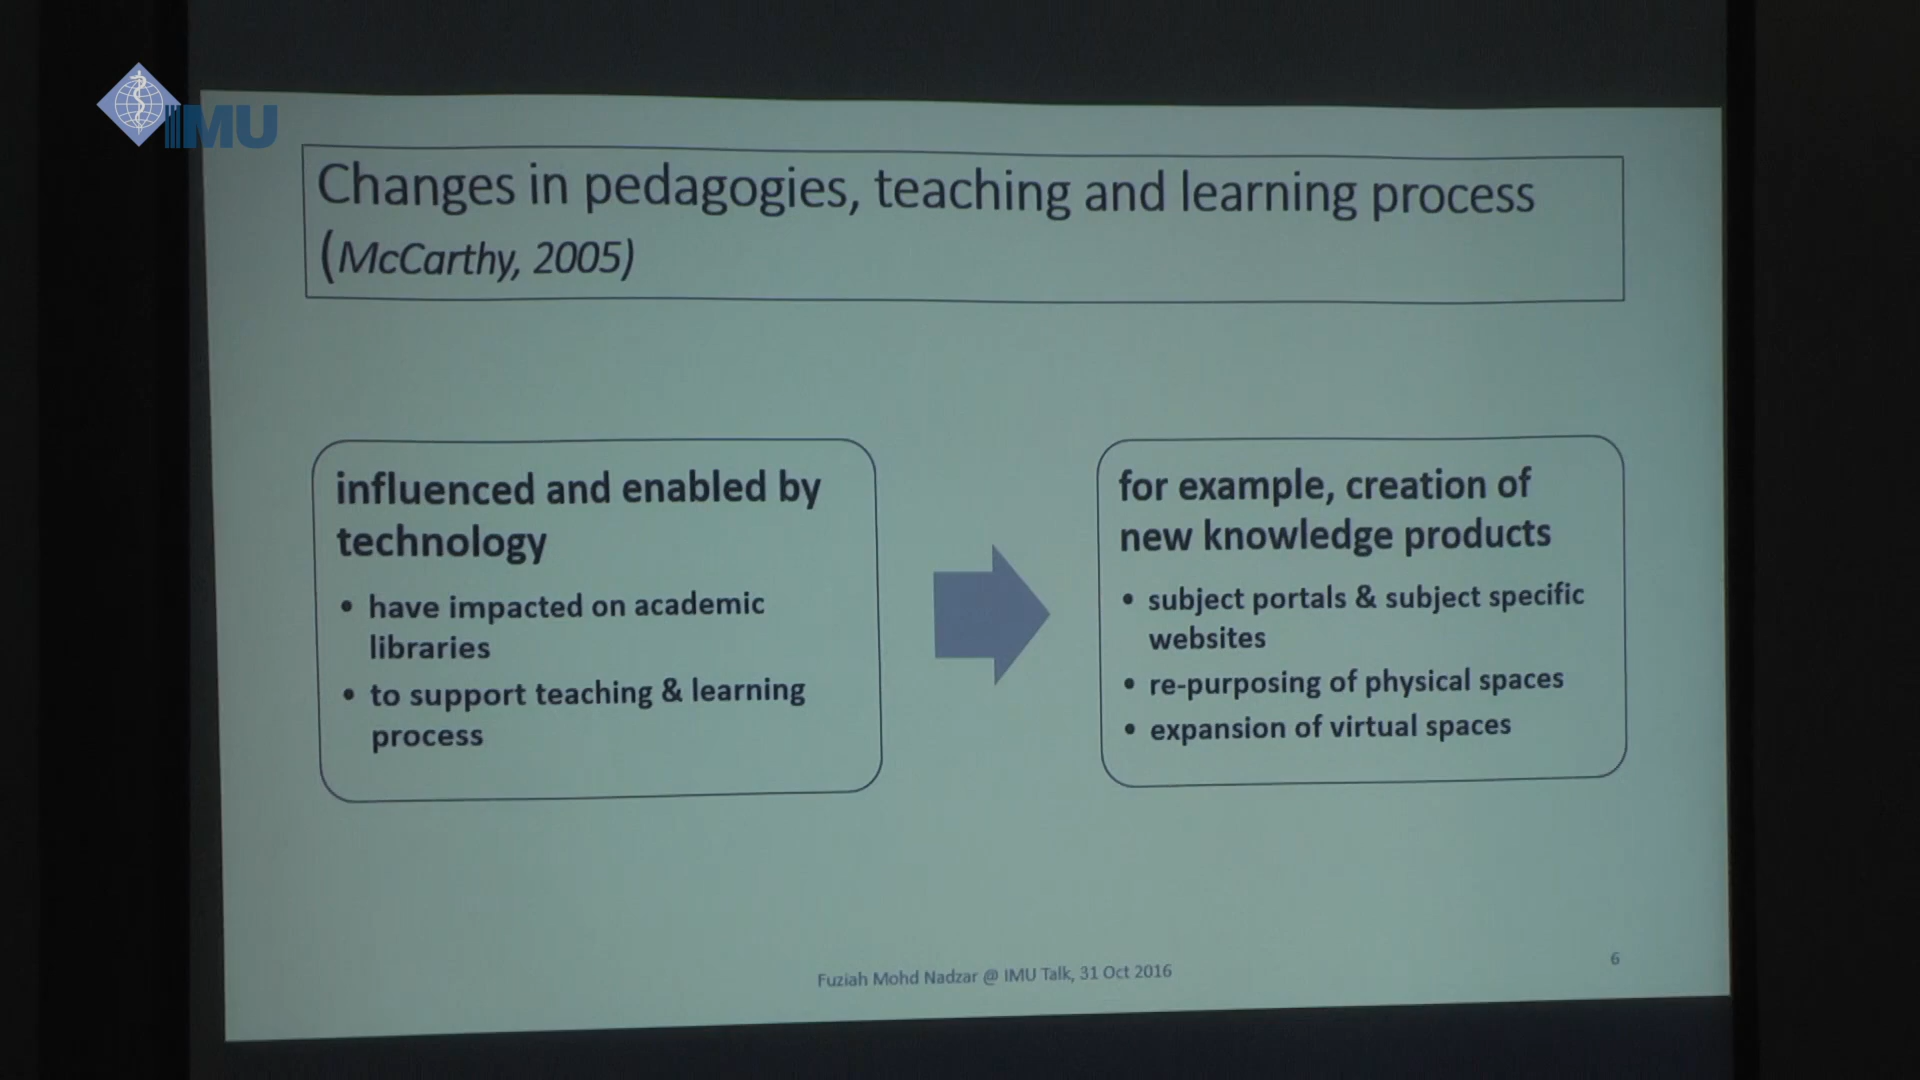 IMU
Changes in pedagogies, teaching and learning process
(McCarthy, 2005)
influenced and enabled by
technology
• have impacted on academic
libraries
• to support teaching & learning
process
for example, creation of
new knowledge products
• subject portals & subject specific
websites
• re-purposing of physical spaces
• expansion of virtual spaces
Fuziah Mohd Nadzar @ IMU Talk, 31 Oct 2016
6